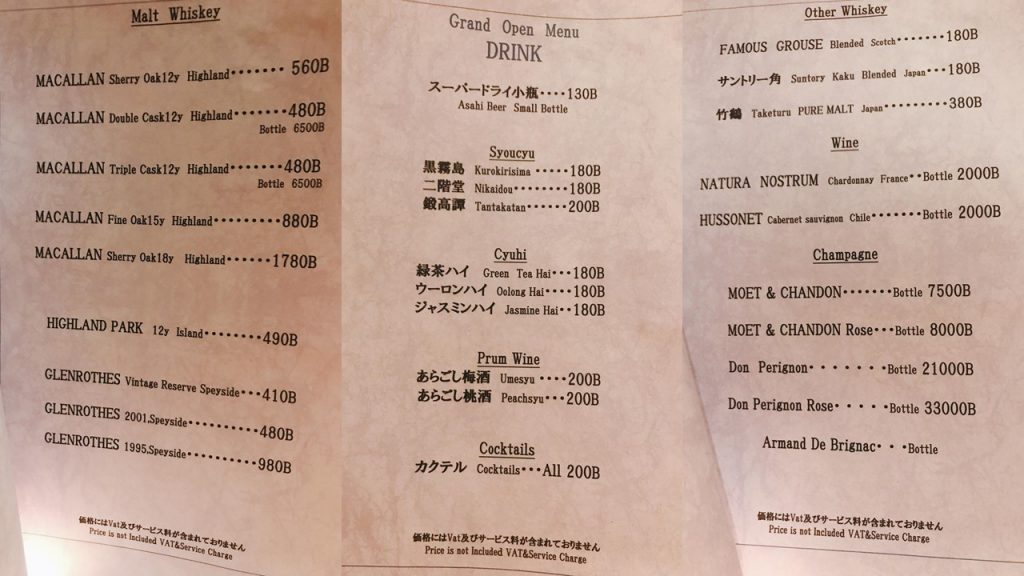 Malt Whiskey
MACALLAN Sherry Oak12y Highland・・・・・・・・ 560B
MACALLAN Double Cask12y Highland・・・・・・・・480B
Bottle 6500B
MACALLAN Triple Cask12y Highland・・・・・・・・480B
Bottle 6500B
MACALLAN Fine Oak15y Highland・・・・・・・・・880B
MACALLAN Sherry Oak18y Highland・・・・・・1780B
HIGHLAND PARK 12y Island・・・・・・・・490B
GLENROTHES Vintage Reserve Speyside・・・410B
GLENROTHES 2001,Speyside・・・・・・・・・・480B
GLENROTHES 1995,Speyside・・・・・・・・・・980B
価格にはVat及びサービス料が含まれておりません
Price is not Included VAT&Service Charge
Grand Open Menu
DRINK
スーパードライ小瓶・・・・130B
Asahi Beer Small Bottle
Syoucyu
黒霧島 Kurokirisima ・・・・・180B
二階堂 Nikaidou・・・・・・・・180B
鍛高譚 Tantakatan・・・・・・200B
Cyuhi
緑茶ハイ Green Tea Hai・・・180B
ウーロンハイ Oolong Hai・・・・180B
ジャスミンハイ Jasmine Hai・・180B
Prum Wine
あらごし梅酒 Umesyu ・・・・200B
あらごし桃酒 Peachsyu・・・200B
Cocktails
カクテル Cocktails・・・All 200B
価格にはVat及びサービス料が含まれておりません
Price is not Included VAT&Service Charge
Other Whiskey
FAMOUS GROUSE Blended Scotch・・・・・・・180B
サントリー角 Suntory Kaku Blended Japan・・・180B
竹鶴 Taketuru PURE MALT Japan・・・・・・・・380B
Wine
NATURA NOSTRUM Chardonnay France・・Bottle 2000B
HUSSONET Cabernet sauvignon Chile・・・・・・・Bottle 2000B
Champagne
MOET & CHANDON・・・・・・・Bottle 7500B
MOET & CHANDON Rose・・・Bottle 8000B
Don Perignon・・・・・・・Bottle 21000B
Don Perignon Rose・・・・・Bottle 33000B
Armand De Brignac・・・Bottle
価格にはVat及びサービス料が含まれておりません
Price is not Included VAT&Service Charge